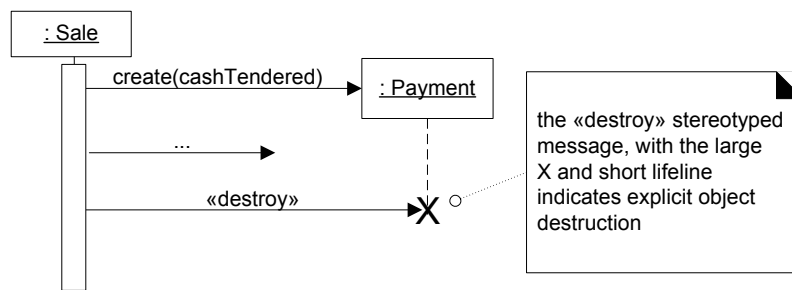 : Sale
create(cashTendered)
: Payment
...
«destroy»
X
the «destroy» stereotyped
message, with the large
X and short lifeline
indicates explicit object
destruction